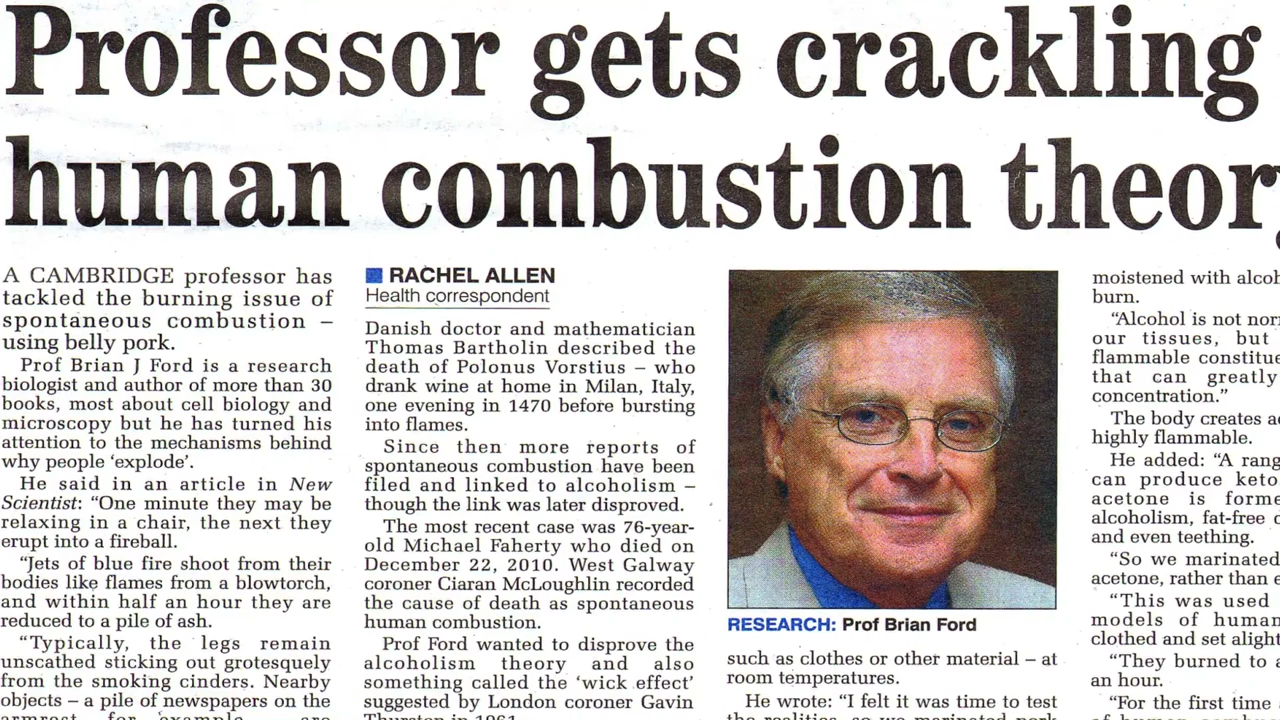 Professor gets crackling
human combustion theory
A CAMBRIDGE professor has
tackled the burning issue of
spontaneous combustion –
using belly pork.
Prof Brian J Ford is a research
biologist and author of more than 30
books, most about cell biology and
microscopy but he has turned his
attention to the mechanisms behind
why people ‘explode’.
He said in an article in New
Scientist: “One minute they may be
relaxing in a chair, the next they
erupt into a fireball.
“Jets of blue fire shoot from their
bodies like flames from a blowtorch,
and within half an hour they are
reduced to a pile of ash.
“Typically, the legs remain
unscathed sticking out grotesquely
from the smoking cinders. Nearby
objects – a pile of newspapers on the
armrest, for example – are
RACHEL ALLEN
Health correspondent
Danish doctor and mathematician
Thomas Bartholin described the
death of Polonus Vorstius – who
drank wine at home in Milan, Italy,
one evening in 1470 before bursting
into flames.
Since then more reports of
spontaneous combustion have been
filed and linked to alcoholism –
though the link was later disproved.
The most recent case was 76-year-
old Michael Faherty who died on
December 22, 2010. West Galway
coroner Ciaran McLoughlin recorded
the cause of death as spontaneous
human combustion.
Prof Ford wanted to disprove the
alcoholism theory and also
something called the ‘wick effect’
suggested by London coroner Gavin
Thurston in 1961
RESEARCH: Prof Brian Ford
such as clothes or other material – at
room temperatures.
He wrote: “I felt it was time to test
the realities, so we marinated pork
moistened with alcoh
burn.
“Alcohol is not nor
our tissues, but
flammable constitue
that can greatly
concentration.”
The body creates ac
highly flammable.
He added: “A rang
can produce keto
acetone is forme
alcoholism, fat-free d
and even teething.
“So we marinated
acetone, rather than e
“This was used
models of human
clothed and set alight
“They burned to a
an hour.
“For the first time